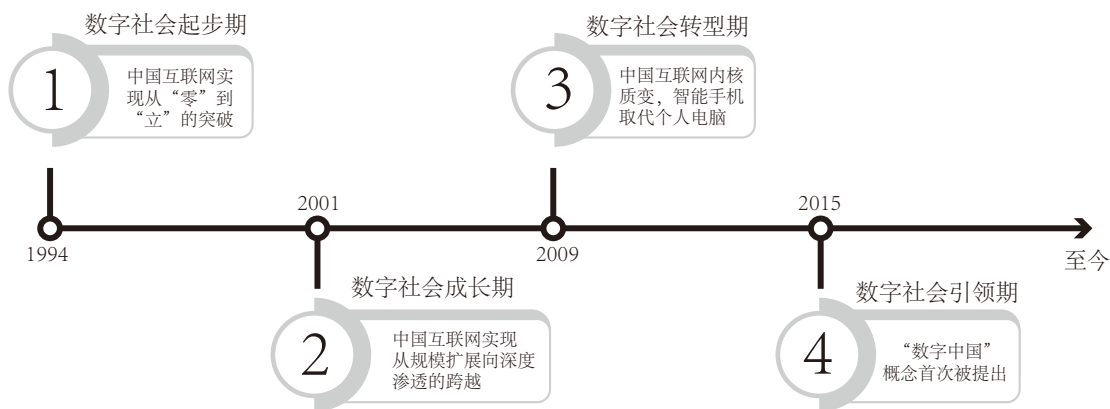 数字社会起步期
1
中国互联网实
现从“零”到
“立”的突破
1994
2001
数字社会成长期
2
中国互联网实现
从规模扩展向深度
渗透的跨越
数字社会转型期
3
中国互联网内核
质变，智能手机
取代个人电脑
2009
2015
数字社会引领期
4
“数字中国”
概念首次被提出
至今